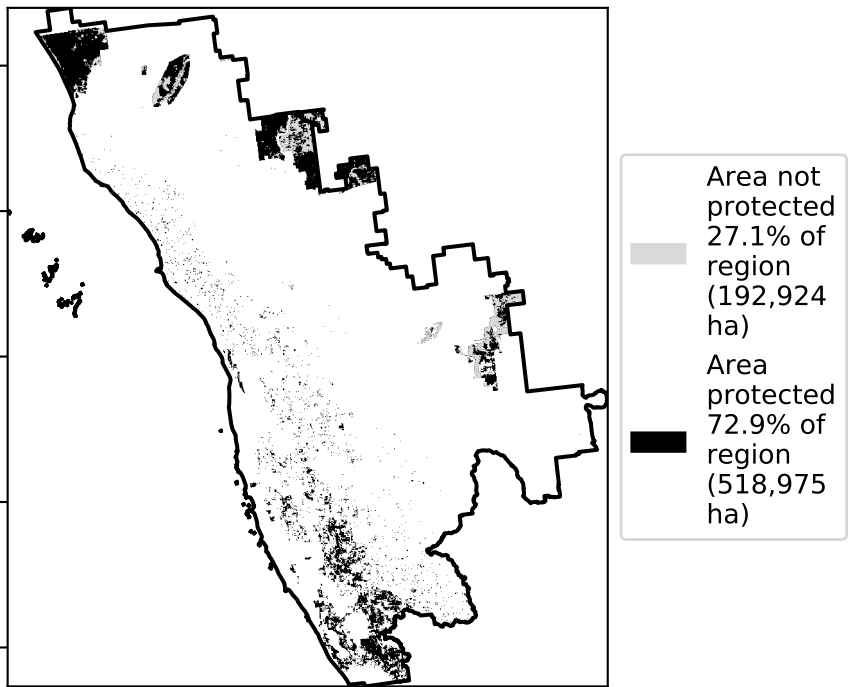 Area not
protected
27.1% of
region
(192,924
ha)
Area
protected
72.9% of
region
(518,975
ha)